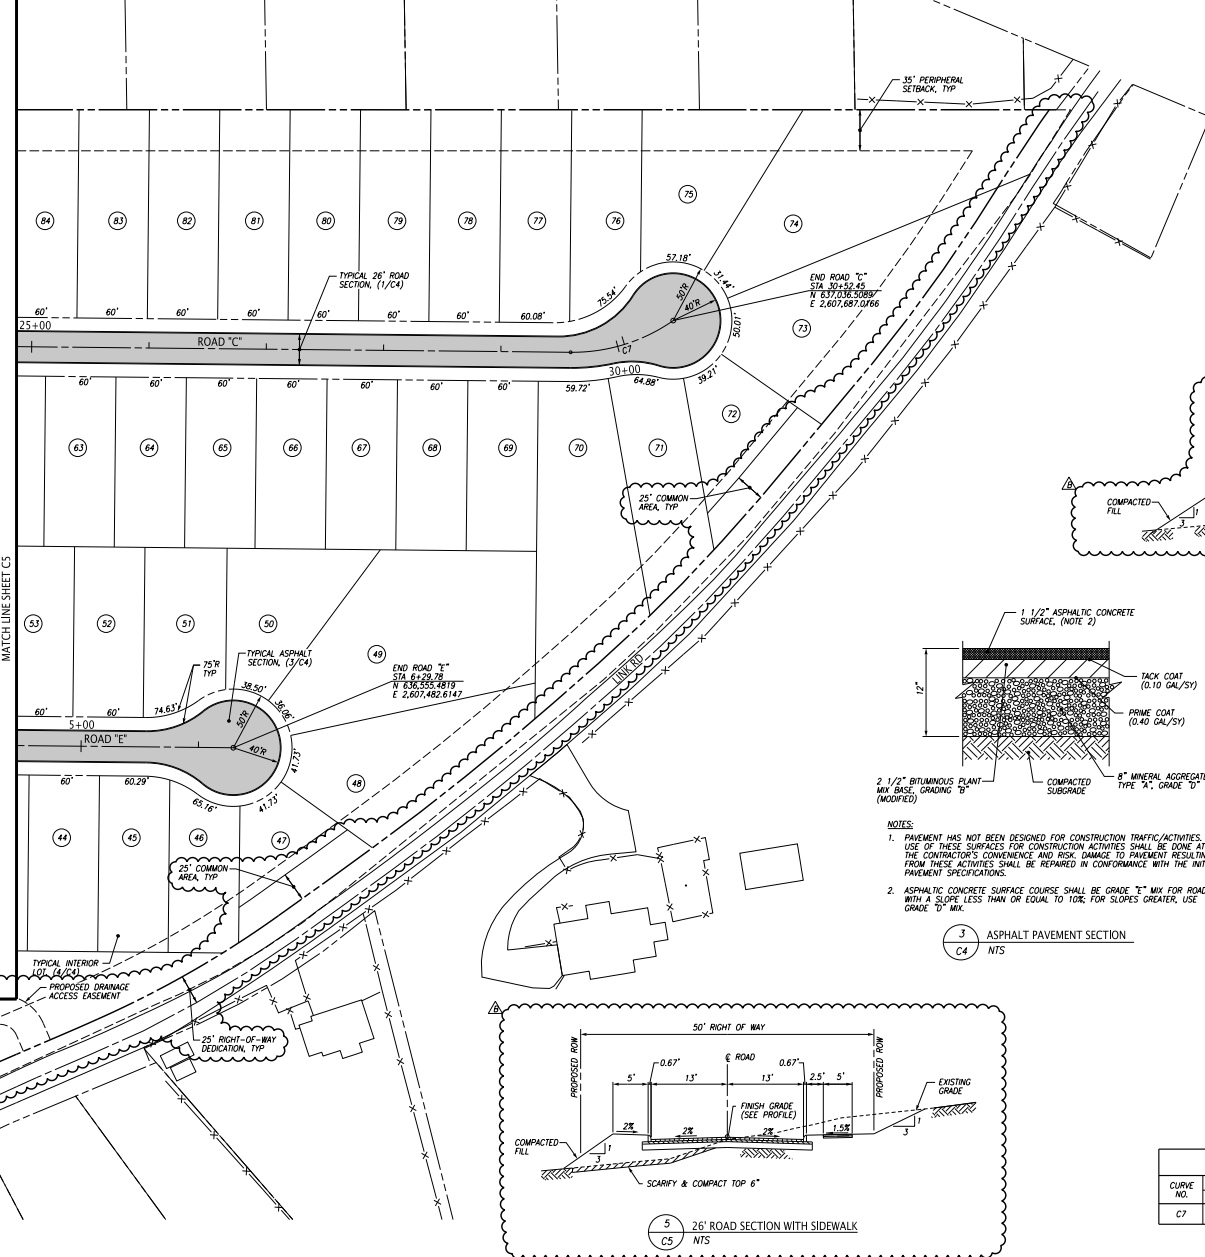 35' PERIPHERAL
SETBACK, TYP
75
84
83
82
81
80
79
78
77
76
74
57.18'
31.44'
TYPICAL 26' ROAD
SECTION, (1/C4)
END ROAD "C"
STA 30+52.45
N 637,036.5089
E 2,607,687.0766
50'R
40'R
75.54'
60'
60'
60'
60'
60'
60'
60'
60.08'
50.01'
73
25+00
ROAD "C"
C7
30+00
60'
60'
60'
60'
60'
60'
60'
59.72'
64.88'
39.21'
72
63
64
65
66
67
68
69
70
71
B
25' COMMON
AREA, TYP
COMPACTED
FILL
3
1
MATCH LINE SHEET C5
53
52
51
50
49
TYPICAL ASPHALT
SECTION, (3/C4)
75'R
TYP
END ROAD "E"
STA 6+29.78
N 636,555.4819
E 2,607,482.6147
LINK RD
38.50'
36.06'
74.63'
60'
60'
50'R
40'R
5+00
ROAD "E"
41.73'
60'
60.29'
65.16'
41.73'
48
44
45
46
47
25' COMMON
AREA, TYP
TYPICAL INTERIOR
LOT, (4/C4)
PROPOSED DRAINAGE
ACCESS EASEMENT
25' RIGHT-OF-WAY
DEDICATION, TYP
1 1/2" ASPHALTIC CONCRETE
SURFACE, (NOTE 2)
12"
TACK COAT
(0.10 GAL/SY)
PRIME COAT
(0.40 GAL/SY)
2 1/2" BITUMINOUS PLANT
MIX BASE, GRADING "B"
(MODIFIED)
COMPACTED
SUBGRADE
8" MINERAL AGGREGATE
TYPE "A", GRADE "D"
NOTES:
1. PAVEMENT HAS NOT BEEN DESIGNED FOR CONSTRUCTION TRAFFIC/ACTIVITIES.
USE OF THESE SURFACES FOR CONSTRUCTION ACTIVITIES SHALL BE DONE AT
THE CONTRACTOR'S CONVENIENCE AND RISK. DAMAGE TO PAVEMENT RESULTIN
FROM THESE ACTIVITIES SHALL BE REPAIRED IN CONFORMANCE WITH THE INIT
PAVEMENT SPECIFICATIONS.
2. ASPHALTIC CONCRETE SURFACE COURSE SHALL BE GRADE "E" MIX FOR ROAD
WITH A SLOPE LESS THAN OR EQUAL TO 10%; FOR SLOPES GREATER, USE
GRADE "D" MIX.
3
C4
ASPHALT PAVEMENT SECTION
NTS
B
50' RIGHT OF WAY
PROPOSED ROW
PROPOSED ROW
℄ ROAD
0.67'
0.67'
5'
13'
13'
2.5'
5'
EXISTING
GRADE
FINISH GRADE
(SEE PROFILE)
2%
2%
2%
1.5%
COMPACTED
FILL
1
3
1
3
SCARIFY & COMPACT TOP 6"
5
C5
26' ROAD SECTION WITH SIDEWALK
NTS
CURVE
NO.
C7